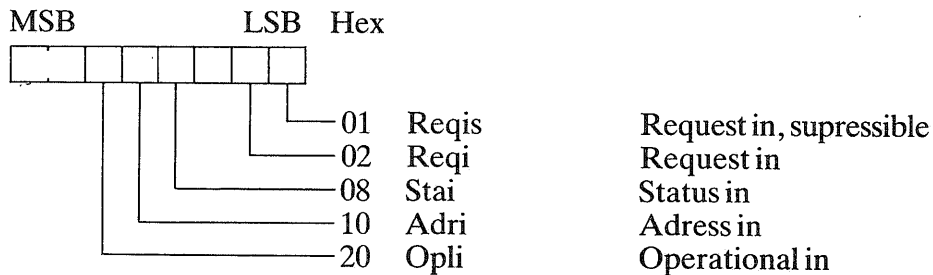 MSB LSB Hex
01 Reqis Request in, supressible
02 Reqi Request in
08 Stai Status in
10 Adri Adress in
20 Opli Operational in